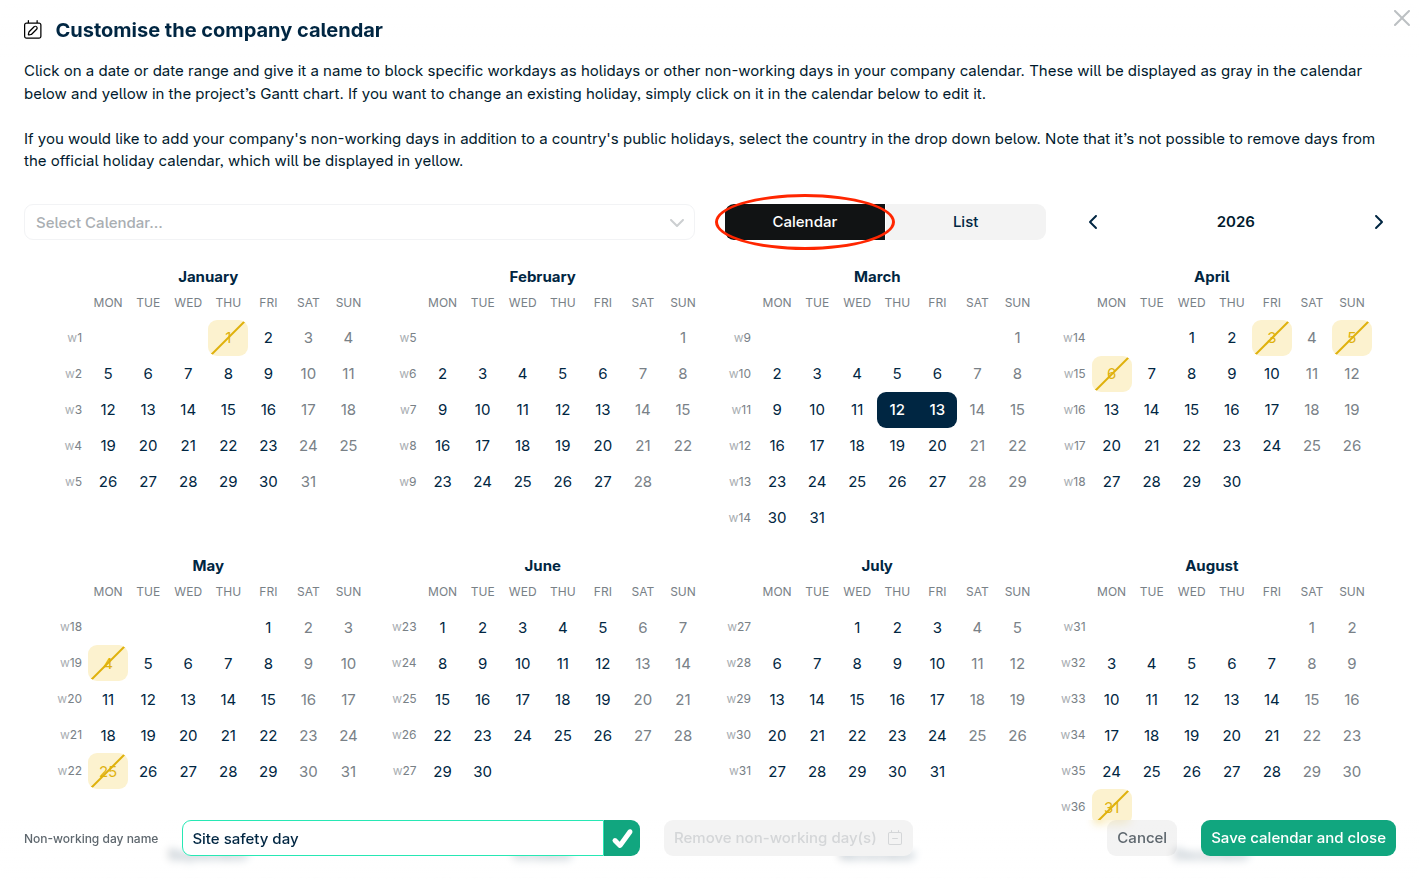 Customise the company calendar
Click on a date or date range and give it a name to block specific workdays as holidays or other non-working days in your company calendar. These will be displayed as gray in the calendar
below and yellow in the project’s Gantt chart. If you want to change an existing holiday, simply click on it in the calendar below to edit it.
If you would like to add your company's non-working days in addition to a country's public holidays, select the country in the drop down below. Note that it’s not possible to remove days from
the official holiday calendar, which will be displayed in yellow.
Select Calendar... Calendar List 2026
January February March April
MON TUE WED THU FRI SAT SUN MON TUE WED THU FRI SAT SUN MON TUE WED THU FRI SAT SUN MON TUE WED THU FRI SAT SUN
w1 1 2 3 4 w5 1 w9 1 w14 1 2 3 4 5
w2 5 6 7 8 9 10 11 w6 2 3 4 5 6 7 8 w10 2 3 4 5 6 7 8 w15 6 7 8 9 10 11 12
w3 12 13 14 15 16 17 18 w7 9 10 11 12 13 14 15 w11 9 10 11 12 13 14 15 w16 13 14 15 16 17 18 19
w4 19 20 21 22 23 24 25 w8 16 17 18 19 20 21 22 w12 16 17 18 19 20 21 22 w17 20 21 22 23 24 25 26
w5 26 27 28 29 30 31 w9 23 24 25 26 27 28 w13 23 24 25 26 27 28 29 w18 27 28 29 30
w14 30 31
May June July August
MON TUE WED THU FRI SAT SUN MON TUE WED THU FRI SAT SUN MON TUE WED THU FRI SAT SUN MON TUE WED THU FRI SAT SUN
w18 1 2 3 w23 1 2 3 4 5 6 7 w27 1 2 3 4 5 w31 1 2
w19 4 5 6 7 8 9 10 w24 8 9 10 11 12 13 14 w28 6 7 8 9 10 11 12 w32 3 4 5 6 7 8 9
w20 11 12 13 14 15 16 17 w25 15 16 17 18 19 20 21 w29 13 14 15 16 17 18 19 w33 10 11 12 13 14 15 16
w21 18 19 20 21 22 23 24 w26 22 23 24 25 26 27 28 w30 20 21 22 23 24 25 26 w34 17 18 19 20 21 22 23
w22 25 26 27 28 29 30 31 w27 29 30 w31 27 28 29 30 31 w35 24 25 26 27 28 29 30
w36 31
Non-working day name Site safety day Remove non-working day(s) Cancel Save calendar and close